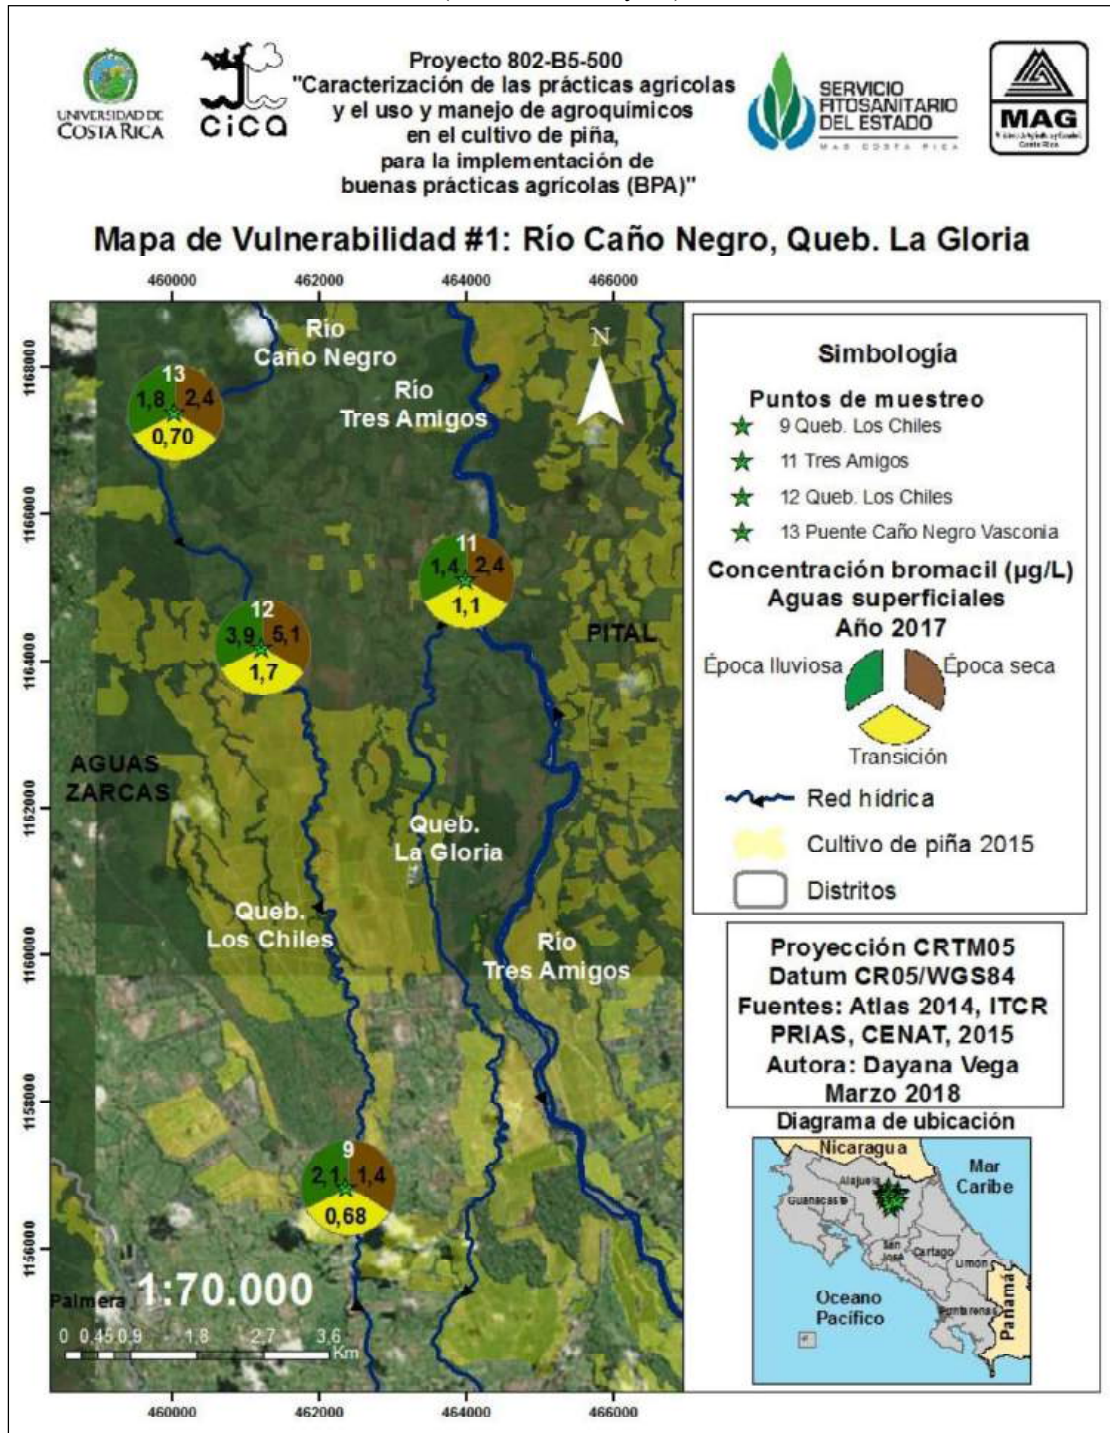 UNIVERSIDAD DE
COSTA RICA
CICA
Proyecto 802-B5-500
"Caracterización de las prácticas agrícolas
y el uso y manejo de agroquímicos
en el cultivo de piña,
para la implementación de
buenas prácticas agrícolas (BPA)"
SERVICIO
FITOSANITARIO
DEL ESTADO
MAG COSTA RICA
MAG
Costa Rica
Mapa de Vulnerabilidad #1: Río Caño Negro, Queb. La Gloria
460000 462000 464000 466000
1168000
1166000
1164000
1162000
1160000
1158000
1156000
Río
Caño Negro
Río
Tres Amigos
N
13
1,8 2,4
0,70
11
1,4 2,4
1,1
12
3,9 5,1
1,7
PITAL
AGUAS
ZARCAS
Queb.
La Gloria
Queb.
Los Chiles
Río
Tres Amigos
9
2,1 1,4
0,68
Palmera
1:70.000
0 0,45 0,9 1,8 2,7 3,6
Km
460000 462000 464000 466000
Simbología
Puntos de muestreo
9 Queb. Los Chiles
11 Tres Amigos
12 Queb. Los Chiles
13 Puente Caño Negro Vasconia
Concentración bromacil (µg/L)
Aguas superficiales
Año 2017
Época lluviosa
Época seca
Transición
Red hídrica
Cultivo de piña 2015
Distritos
Proyección CRTM05
Datum CR05/WGS84
Fuentes: Atlas 2014, ITCR
PRIAS, CENAT, 2015
Autora: Dayana Vega
Marzo 2018
Diagrama de ubicación
Nicaragua
Mar
Caribe
Alajuela
Guanacaste
San
José
Cartago
Limón
Oceano
Pacífico
Puntarenas
Panamá